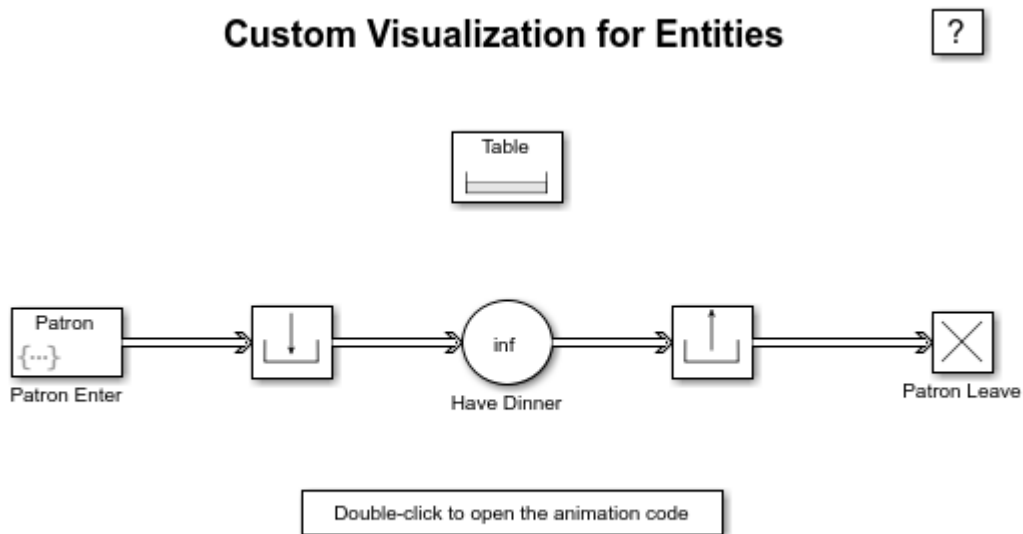 Custom Visualization for Entities
?
Table
Patron
{...}
Patron Enter
inf
Have Dinner
Patron Leave
Double-click to open the animation code